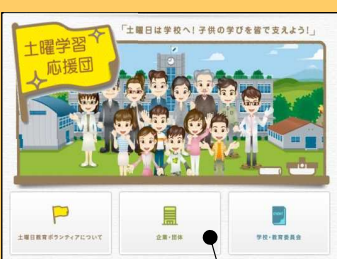 「土曜日は学校へ!子供の学びを皆で支えよう!」
土曜学習
応援団
土曜日教育ボランティアについて
企業・団体
学校・教育委員会